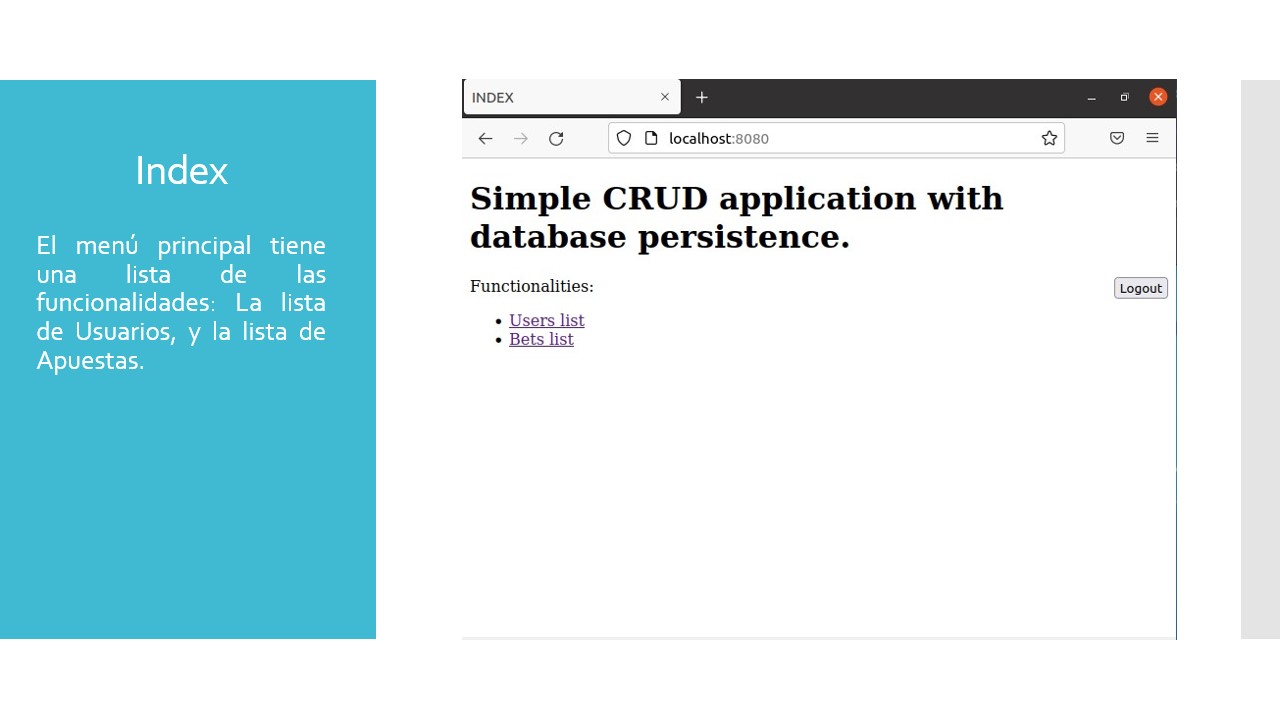 Index
El menú principal tiene
una lista de las
funcionalidades: La lista
de Usuarios, y la lista de
Apuestas.
INDEX
localhost:8080
Simple CRUD application with
database persistence.
Functionalities:
Logout
Users list
Bets list